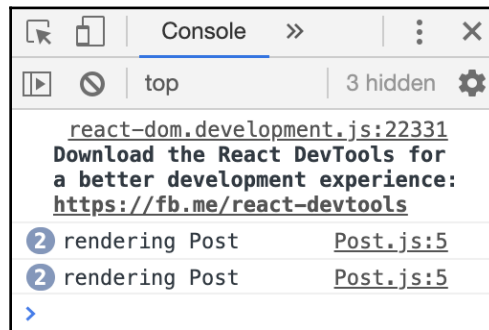 Console »
top 3 hidden
react-dom.development.js:22331
Download the React DevTools for
a better development experience:
https://fb.me/react-devtools
2 rendering Post Post.js:5
2 rendering Post Post.js:5
>